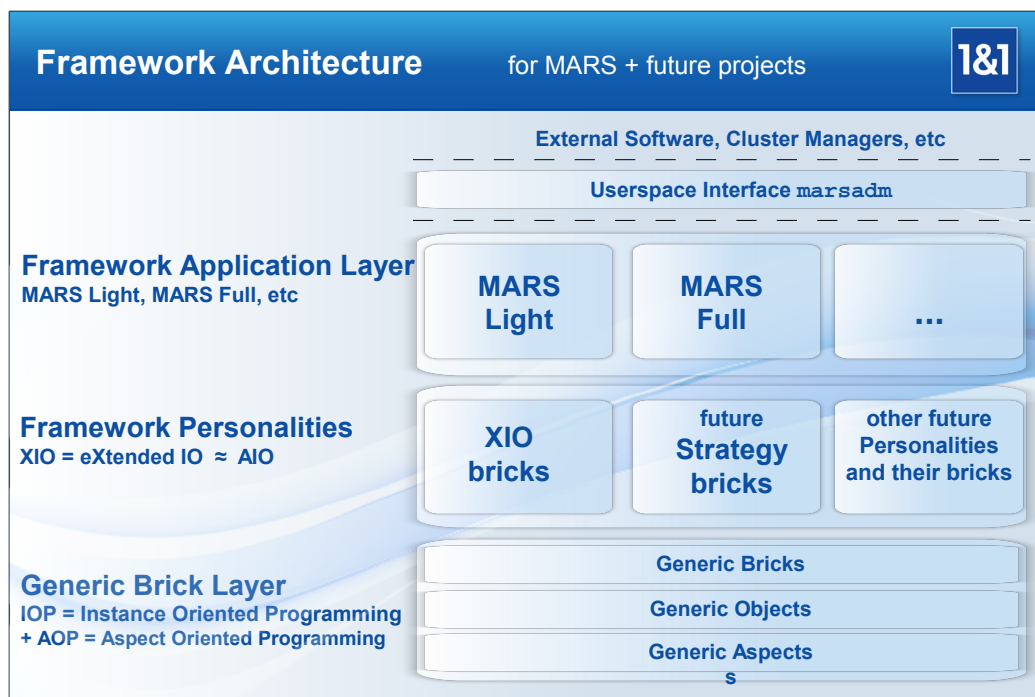 Framework Architecture for MARS + future projects 1&1
External Software, Cluster Managers, etc
Userspace Interface marsadm
Framework Application Layer
MARS Light, MARS Full, etc
MARS
Light
MARS
Full
...
Framework Personalities
XIO = eXtended IO ≈ AIO
XIO
bricks
future
Strategy
bricks
other future
Personalities
and their bricks
Generic Brick Layer
IOP = Instance Oriented Programming
+ AOP = Aspect Oriented Programming
Generic Bricks
Generic Objects
Generic Aspects
s